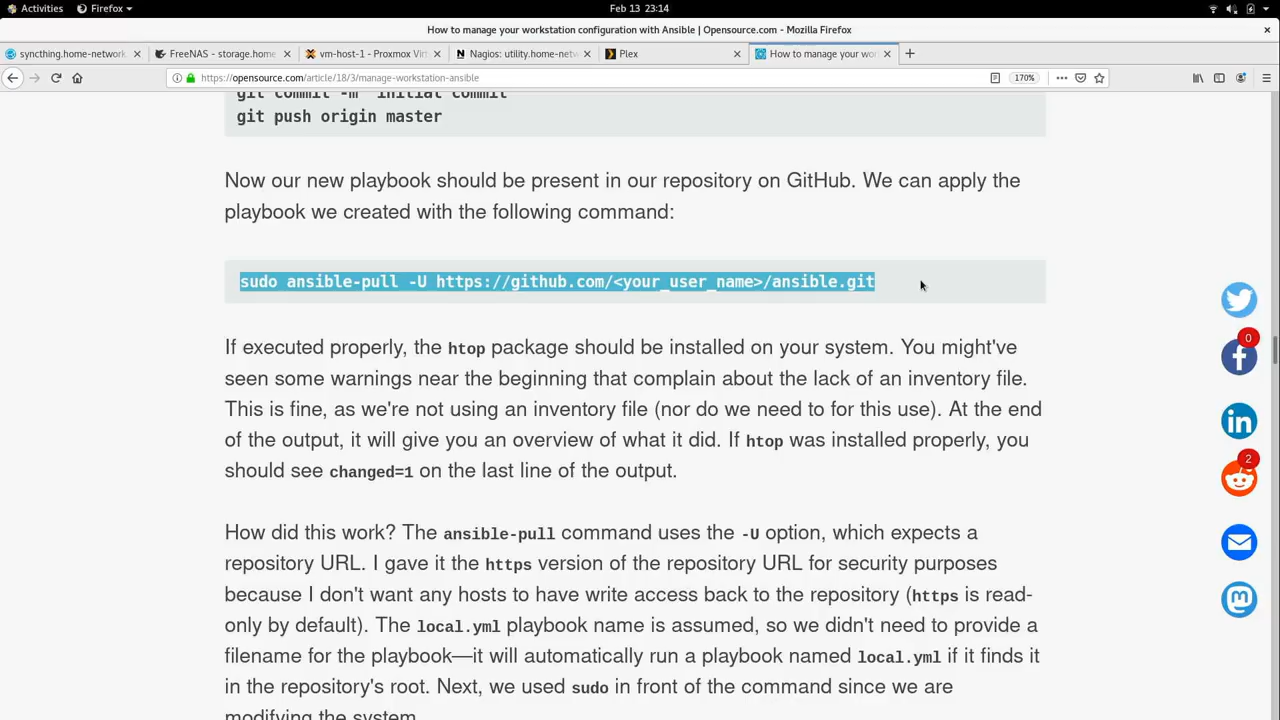 Activities Firefox Feb 13 23:14
How to manage your workstation configuration with Ansible | Opensource.com - Mozilla Firefox
syncthing.home-network FreeNAS - storage.home vm-host-1 - Proxmox Virt Nagios: utility.home-netw Plex How to manage your wor
https://opensource.com/article/18/3/manage-workstation-ansible 170%
git commit -m "initial commit"
git push origin master
Now our new playbook should be present in our repository on GitHub. We can apply the
playbook we created with the following command:
sudo ansible-pull -U https://github.com/<your_user_name>/ansible.git
If executed properly, the htop package should be installed on your system. You might've
seen some warnings near the beginning that complain about the lack of an inventory file.
This is fine, as we're not using an inventory file (nor do we need to for this use). At the end
of the output, it will give you an overview of what it did. If htop was installed properly, you
should see changed=1 on the last line of the output.
How did this work? The ansible-pull command uses the -U option, which expects a
repository URL. I gave it the https version of the repository URL for security purposes
because I don't want any hosts to have write access back to the repository (https is read-
only by default). The local.yml playbook name is assumed, so we didn't need to provide a
filename for the playbook—it will automatically run a playbook named local.yml if it finds it
in the repository's root. Next, we used sudo in front of the command since we are
modifying the system.
0
in
2